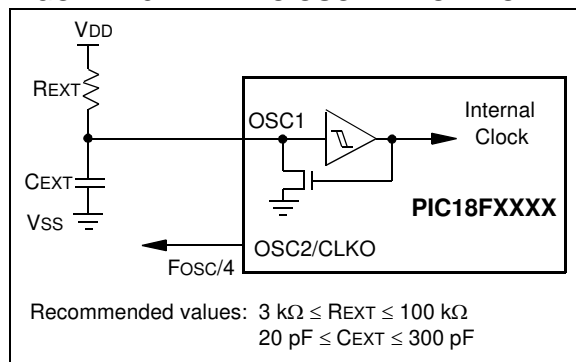 VDD
REXT
OSC1
Internal
Clock
CEXT
PIC18FXXXX
VSS
OSC2/CLKO
FOSC/4
Recommended values: 3 kΩ ≤ REXT ≤ 100 kΩ
20 pF ≤ CEXT ≤ 300 pF